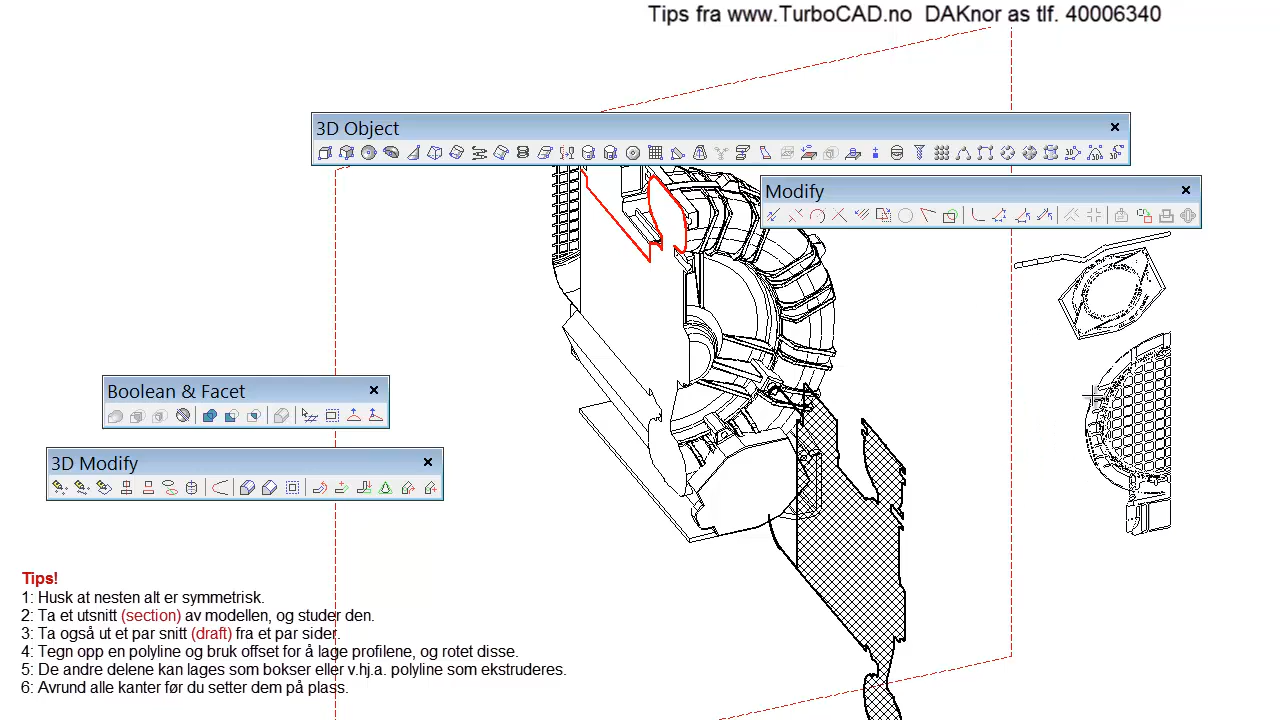 Tips fra www.TurboCAD.no  DAKnor as tlf. 40006340
3D Object
Modify
Boolean & Facet
3D Modify
Tips!
1: Husk at nesten alt er symmetrisk.
2: Ta et utsnitt (section) av modellen, og studer den.
3: Ta også ut et par snitt (draft) fra et par sider.
4: Tegn opp en polyline og bruk offset for å lage profilene, og rotet disse.
5: De andre delene kan lages som bokser eller v.hj.a. polyline som ekstruderes.
6: Avrund alle kanter før du setter dem på plass.